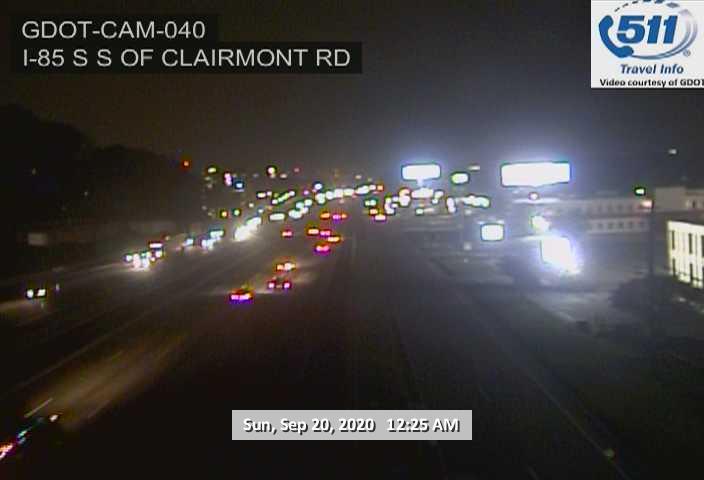 GDOT-CAM-040
I-85 S S OF CLAIRMONT RD
511
®
Travel Info
Video courtesy of GDOT
Sun, Sep 20, 2020 12:25 AM